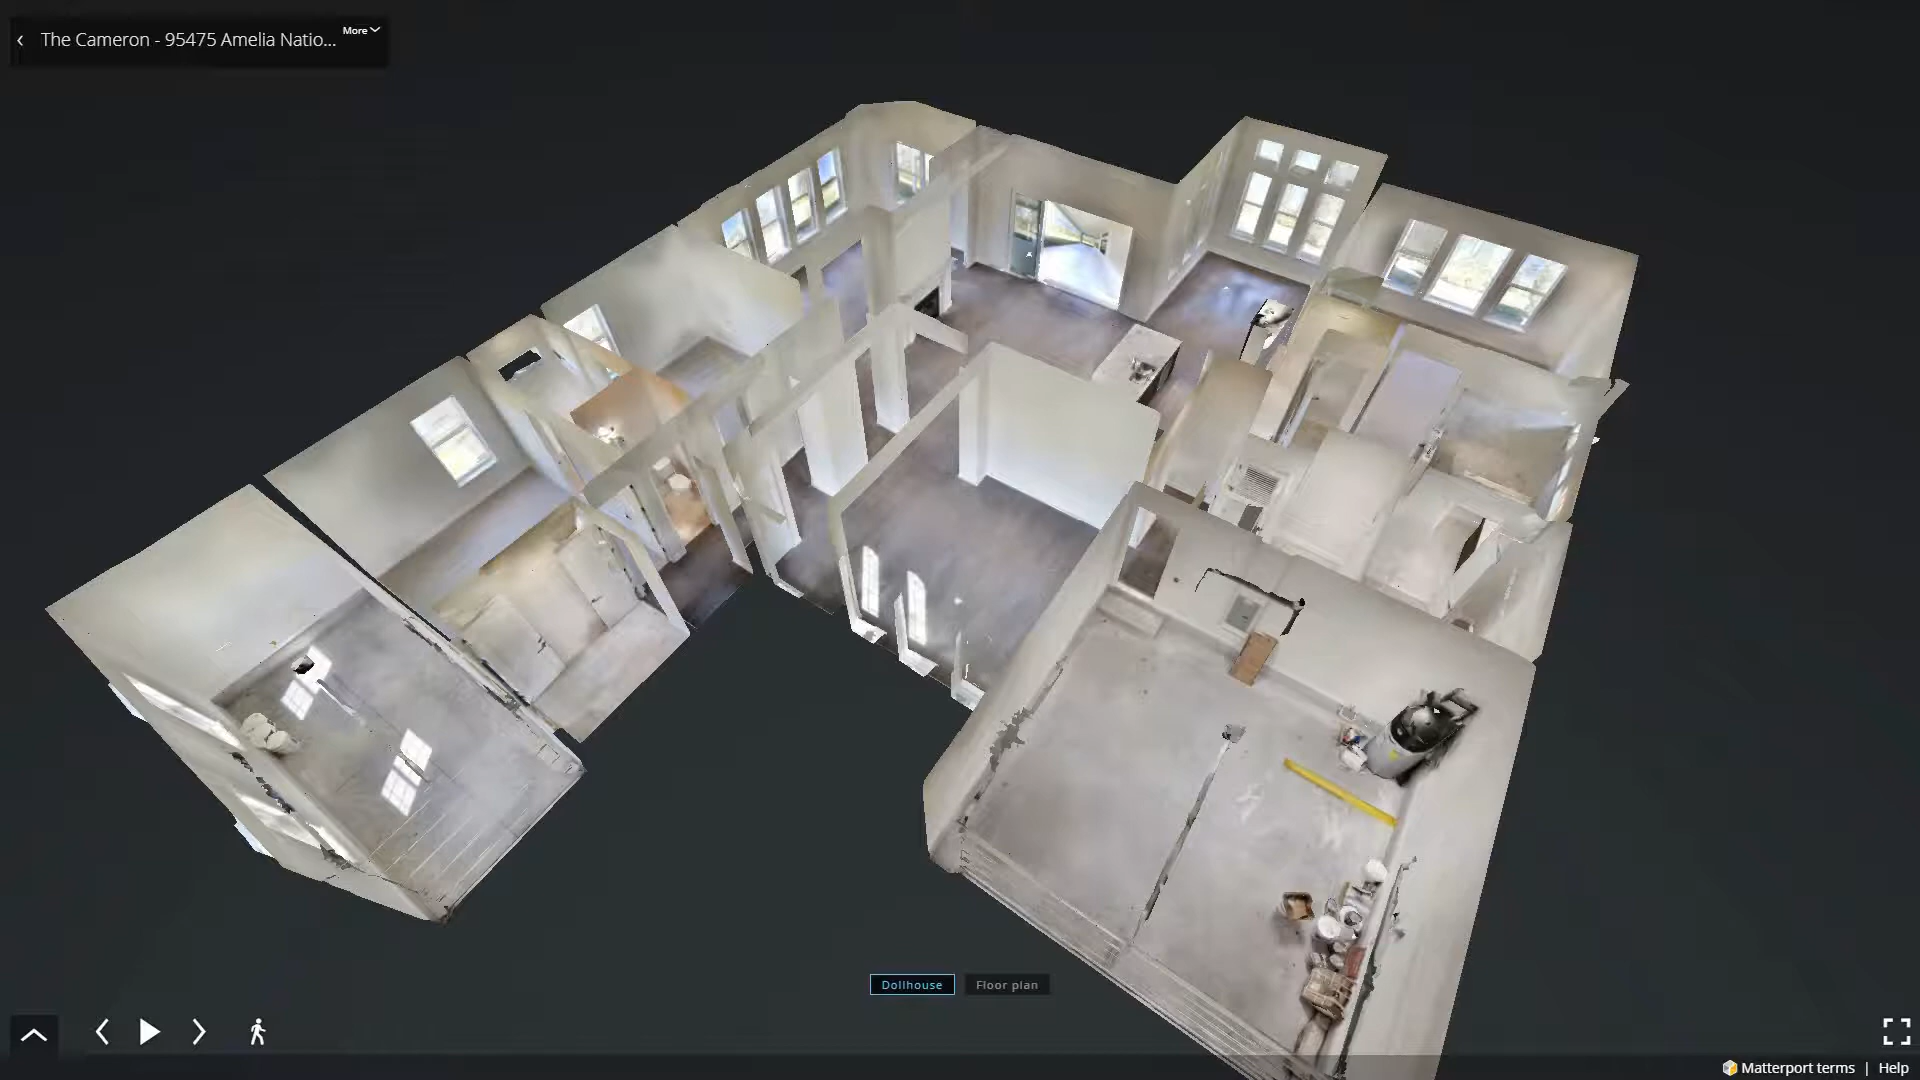 The Cameron - 95475 Amelia Natio...
More
Dollhouse
Floor plan
Matterport terms | Help